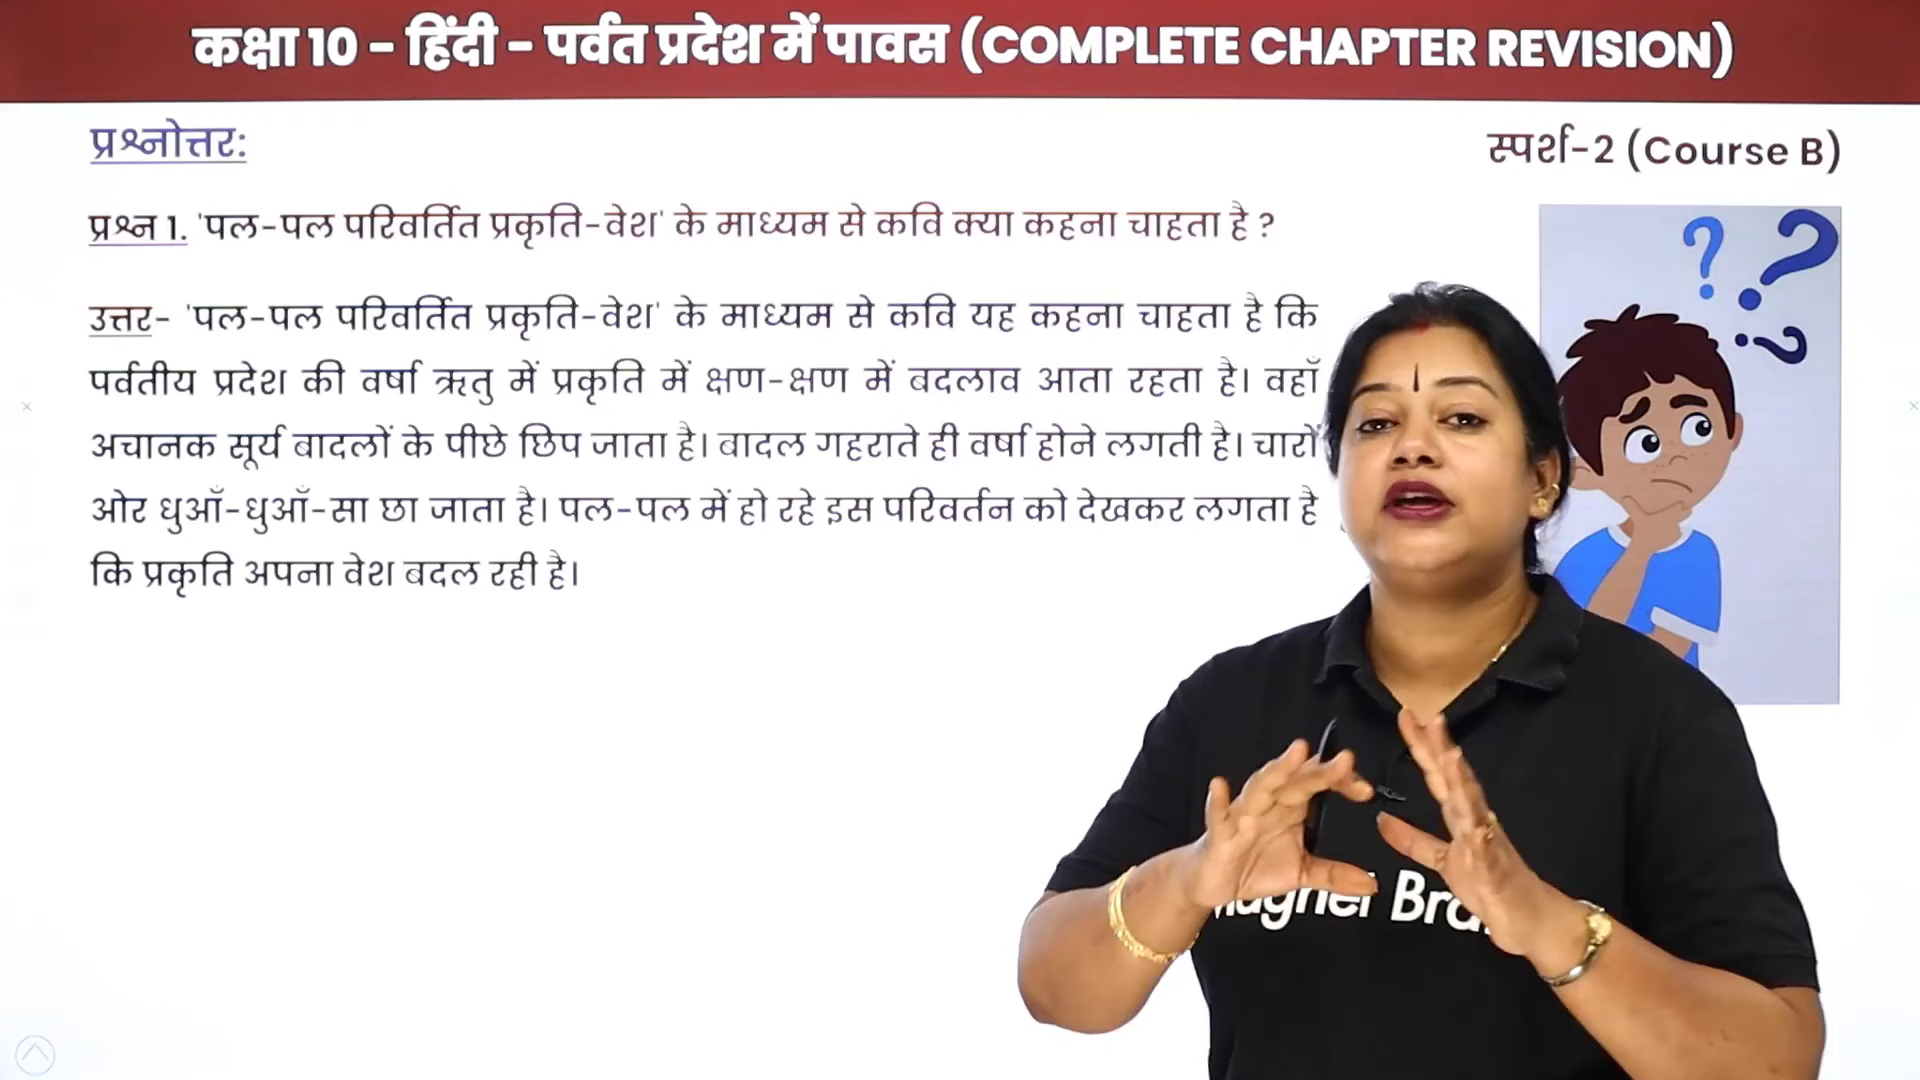 कक्षा 10 - हिंदी - पर्वत प्रदेश में पावस (COMPLETE CHAPTER REVISION)
प्रश्नोत्तर:
स्पर्श-2 (Course B)
प्रश्न 1. 'पल-पल परिवर्तित प्रकृति-वेश' के माध्यम से कवि क्या कहना चाहता है ?
उत्तर- 'पल-पल परिवर्तित प्रकृति-वेश' के माध्यम से कवि यह कहना चाहता है कि
पर्वतीय प्रदेश की वर्षा ऋतु में प्रकृति में क्षण-क्षण में बदलाव आता रहता है। वहाँ
अचानक सूर्य बादलों के पीछे छिप जाता है। बादल गहराते ही वर्षा होने लगती है। चारों
ओर धुआँ-धुआँ-सा छा जाता है। पल-पल में हो रहे इस परिवर्तन को देखकर लगता है
कि प्रकृति अपना वेश बदल रही है।